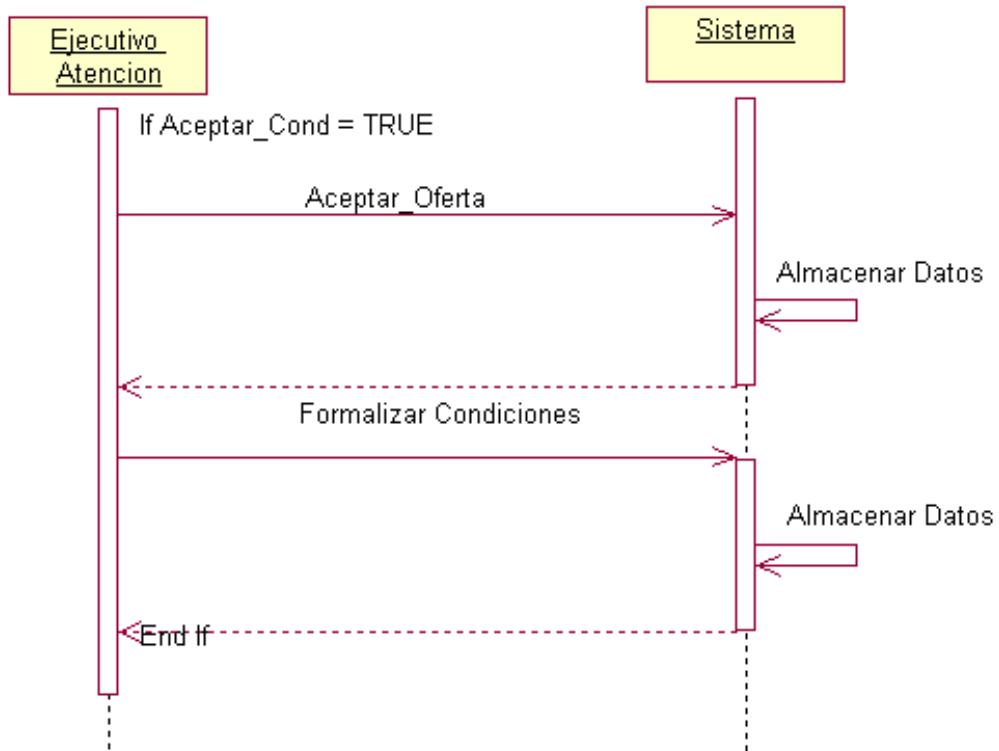 Ejecutivo
Atencion
Sistema
If Aceptar_Cond = TRUE
Aceptar_Oferta
Almacenar Datos
Formalizar Condiciones
Almacenar Datos
End If